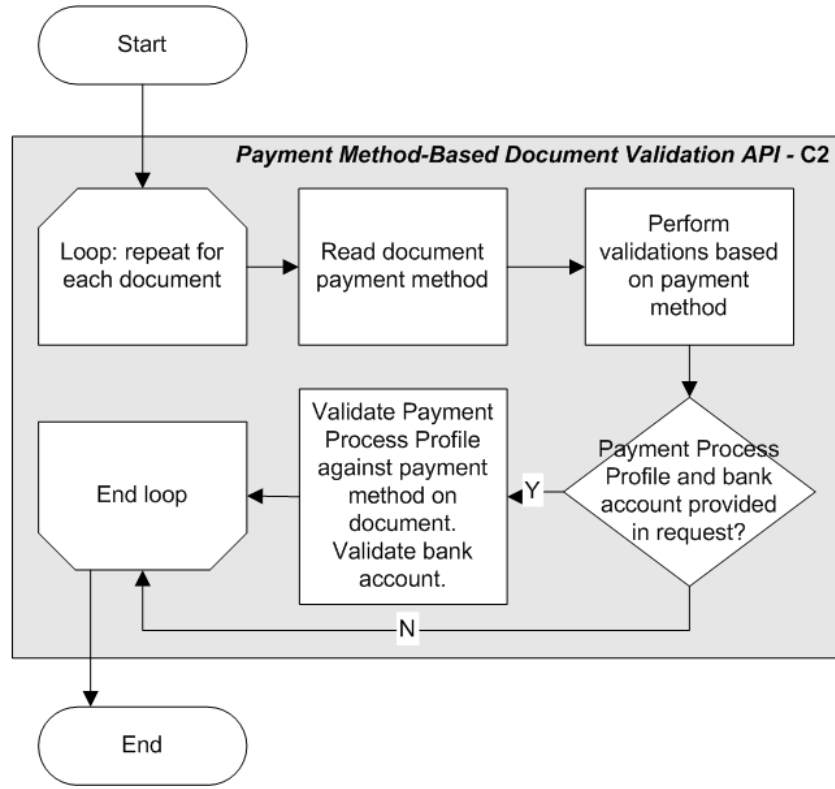 Start
Payment Method-Based Document Validation API - C2
Loop: repeat for
each document
Read document
payment method
Perform
validations based
on payment
method
Payment Process
Profile and bank
account provided
in request?
Y
Validate Payment
Process Profile
against payment
method on
document.
Validate bank
account.
End loop
N
End